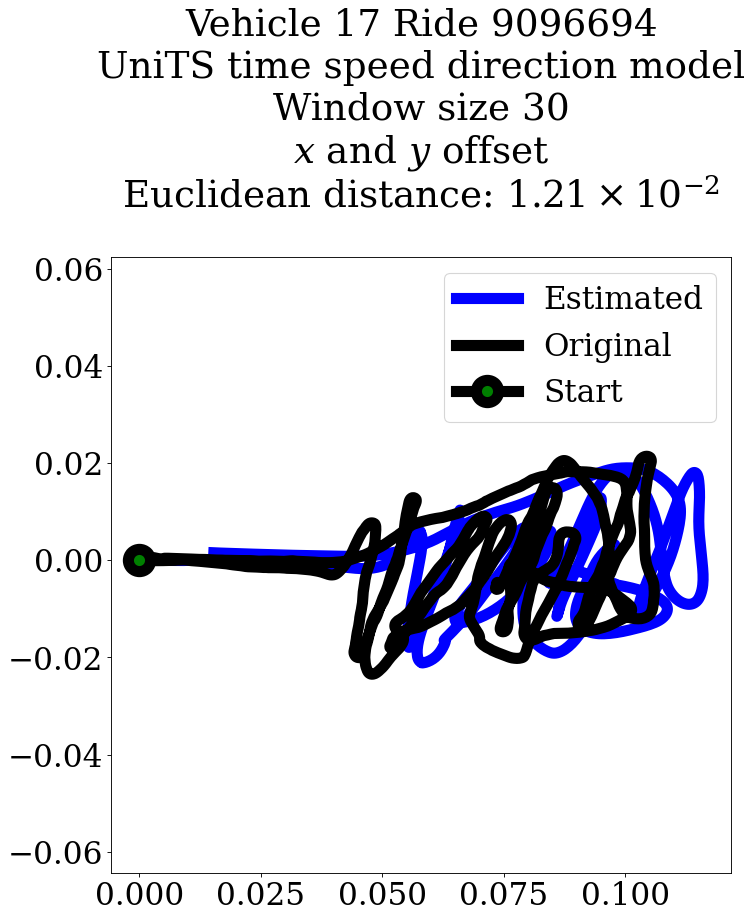 Vehicle 17 Ride 9096694
UniTS time speed direction model
Window size 30
x and y offset
Euclidean distance: 1.21 × 10⁻²
Estimated
Original
Start
0.06
0.04
0.02
0.00
−0.02
−0.04
−0.06
0.000 0.025 0.050 0.075 0.100